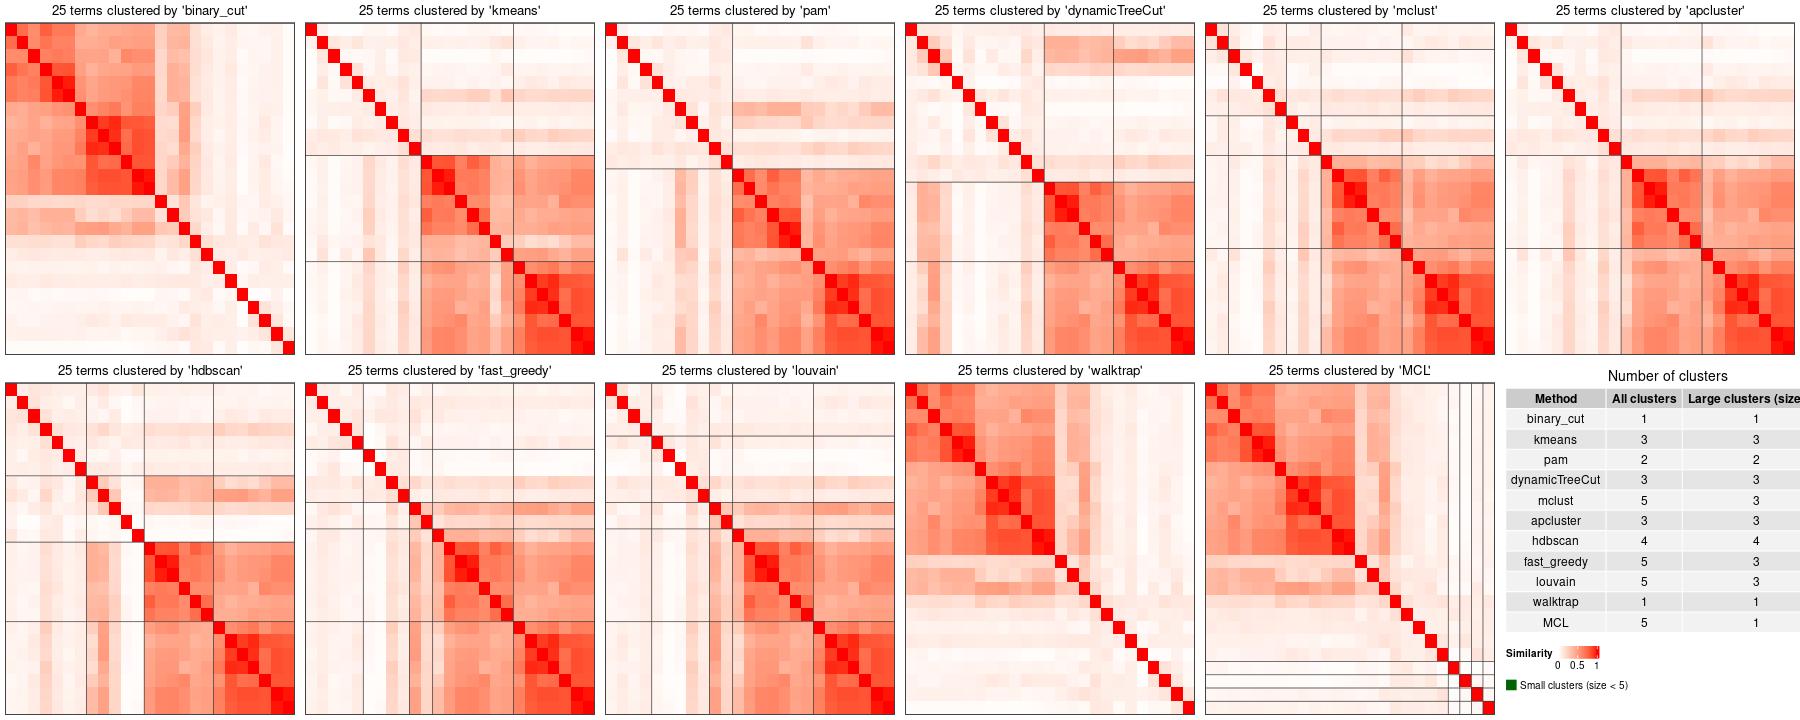 25 terms clustered by 'binary_cut'
25 terms clustered by 'kmeans'
25 terms clustered by 'pam'
25 terms clustered by 'dynamicTreeCut'
25 terms clustered by 'mclust'
25 terms clustered by 'apcluster'
25 terms clustered by 'hdbscan'
25 terms clustered by 'fast_greedy'
25 terms clustered by 'louvain'
25 terms clustered by 'walktrap'
25 terms clustered by 'MCL'
Number of clusters
Method All clusters Large clusters (size
binary_cut 1 1
kmeans 3 3
pam 2 2
dynamicTreeCut 3 3
mclust 5 3
apcluster 3 3
hdbscan 4 4
fast_greedy 5 3
louvain 5 3
walktrap 1 1
MCL 5 1
Similarity
0 0.5 1
Small clusters (size < 5)